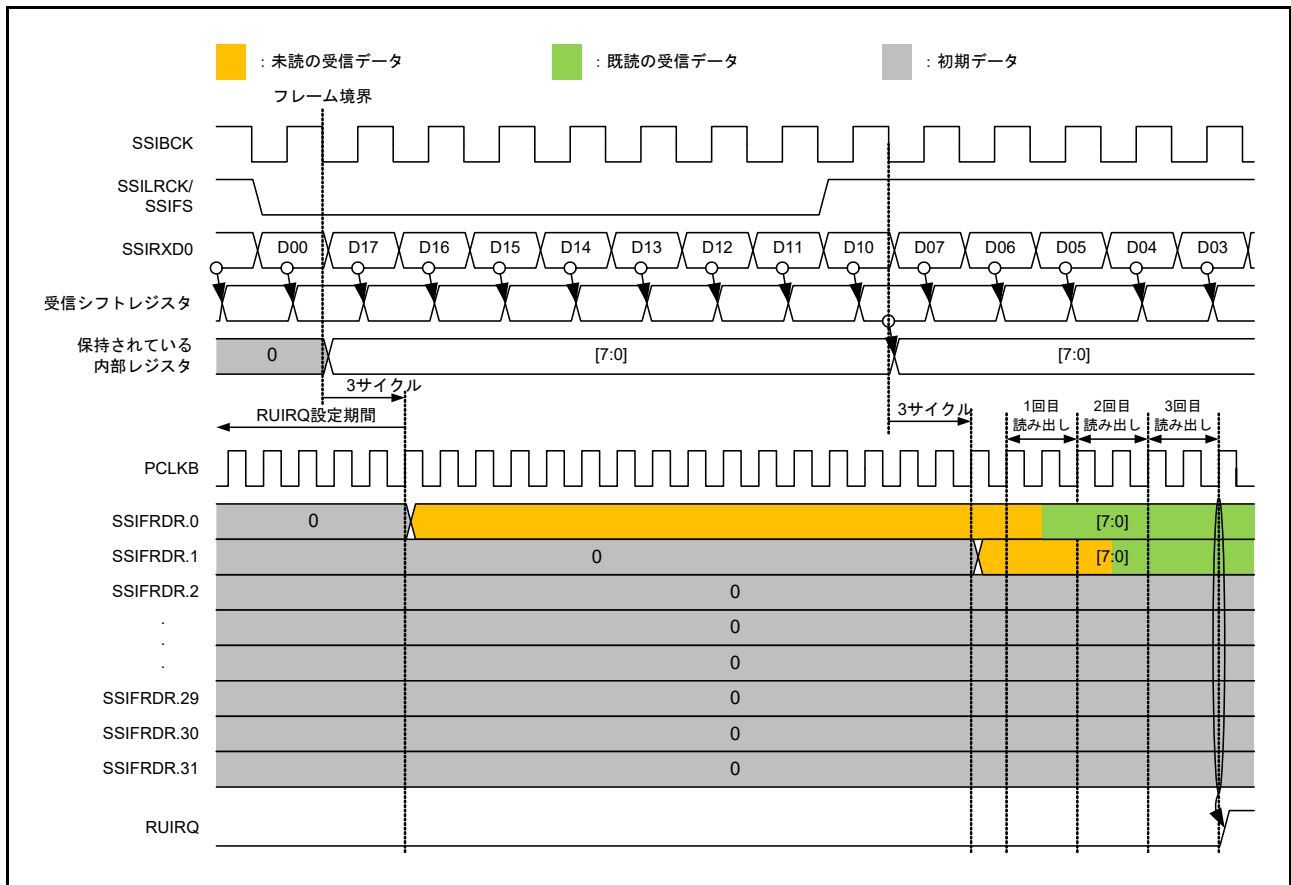 ：未読の受信データ
：既読の受信データ
：初期データ
フレーム境界
SSIBCK
SSILRCK/
SSIFS
SSIRXD0
D00 D17 D16 D15 D14 D13 D12 D11 D10 D07 D06 D05 D04 D03
受信シフトレジスタ
保持されている
内部レジスタ
0 [7:0] [7:0]
3サイクル
RUIRQ設定期間
3サイクル
1回目
読み出し
2回目
読み出し
3回目
読み出し
PCLKB
SSIFRDR.0
0 [7:0]
SSIFRDR.1
0 [7:0]
SSIFRDR.2
0
.
0
.
.
0
SSIFRDR.29
0
SSIFRDR.30
0
SSIFRDR.31
0
RUIRQ